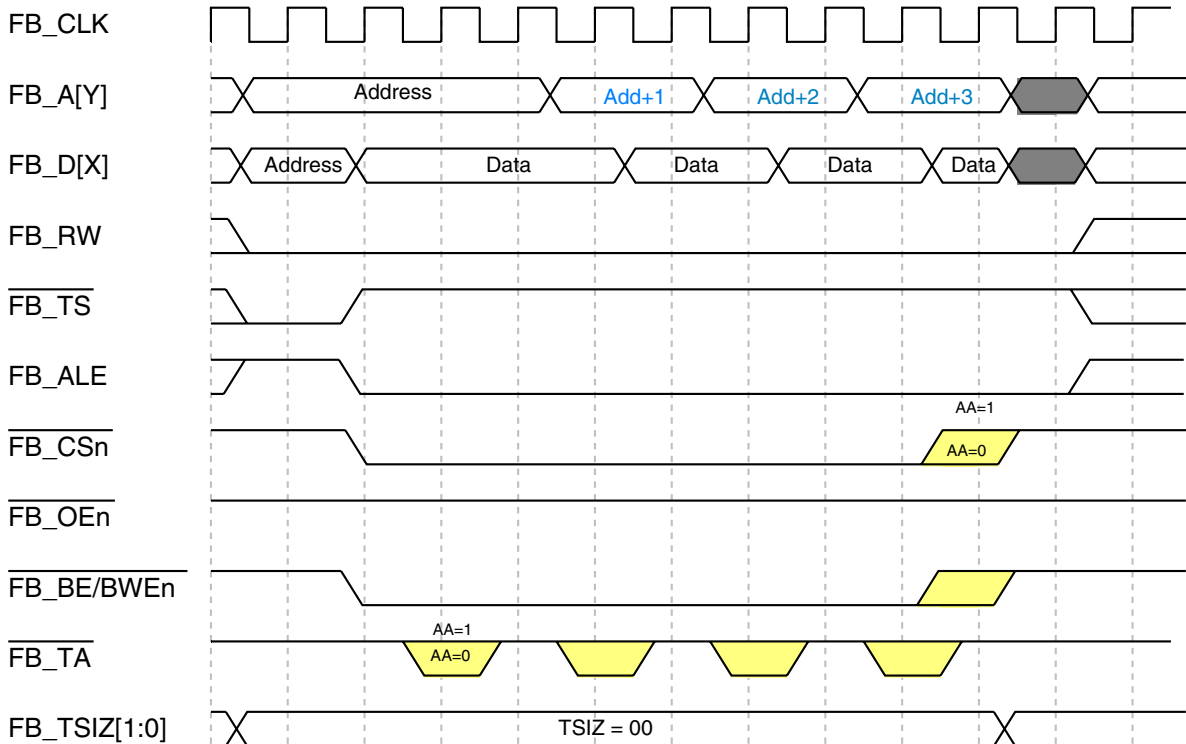 FB_CLK
FB_A[Y] Address Add+1 Add+2 Add+3
FB_D[X] Address Data Data Data Data
FB_RW
FB_TS
FB_ALE
AA=1
FB_CSn AA=0
FB_OEn
FB_BE/BWEn
AA=1
FB_TA AA=0
FB_TSIZ[1:0] TSIZ = 00